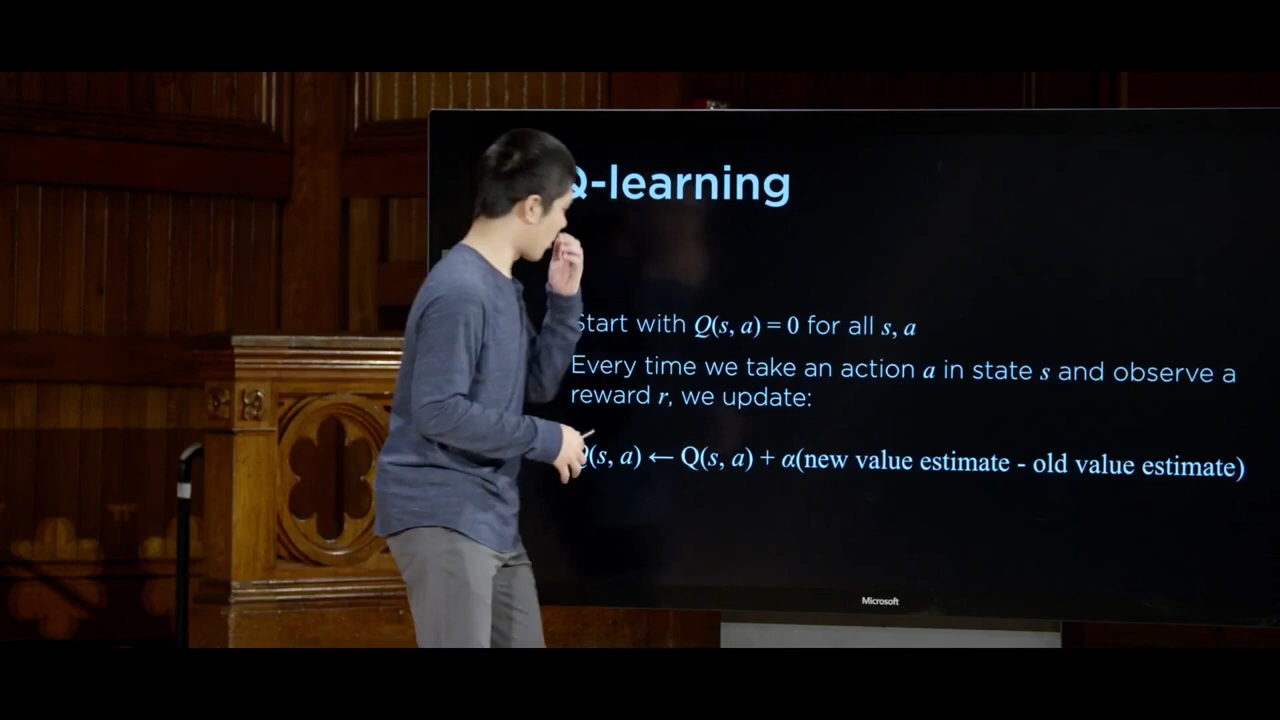 Q-learning
Start with Q(s, a) = 0 for all s, a
Every time we take an action a in state s and observe a
reward r, we update:
Q(s, a) ← Q(s, a) + α(new value estimate - old value estimate)
Microsoft